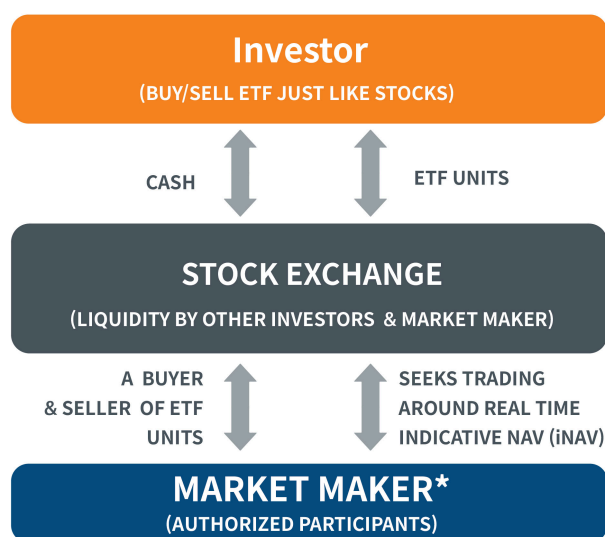 Investor
(BUY/SELL ETF JUST LIKE STOCKS)
CASH
ETF UNITS
STOCK EXCHANGE
(LIQUIDITY BY OTHER INVESTORS & MARKET MAKER)
A BUYER
& SELLER OF ETF
UNITS
SEEKS TRADING
AROUND REAL TIME
INDICATIVE NAV (iNAV)
MARKET MAKER*
(AUTHORIZED PARTICIPANTS)